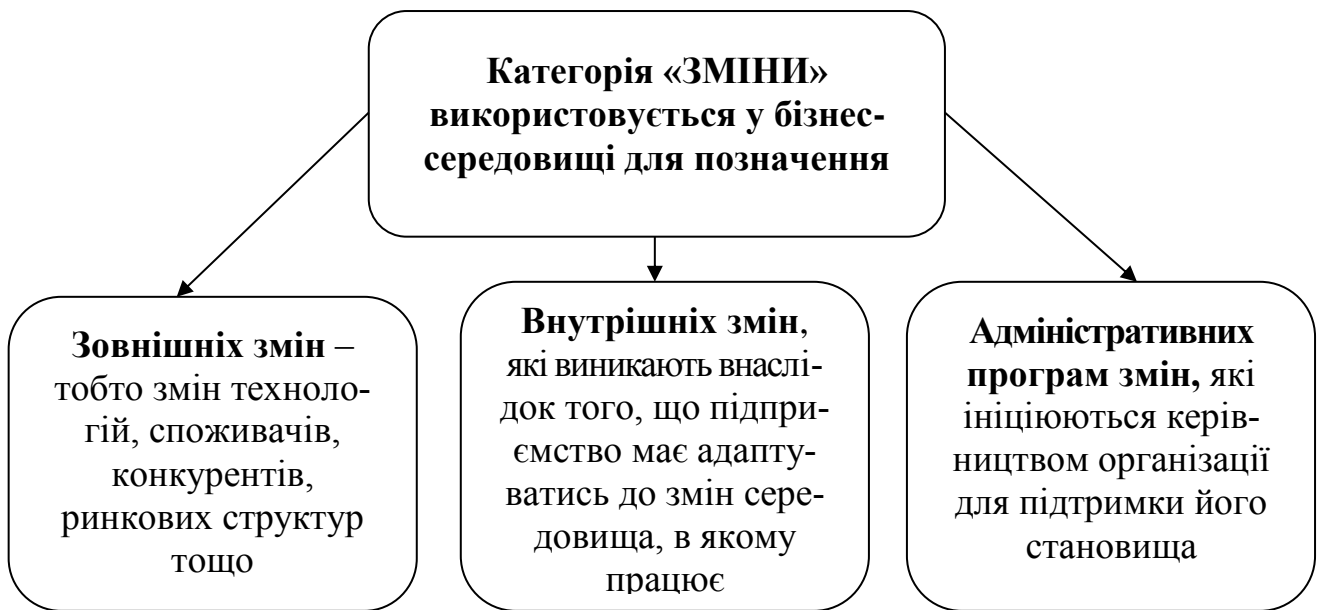 Категорія «ЗМІНИ»
використовується у бізнес-
середовищі для позначення
Зовнішніх змін –
тобто змін техноло-
гій, споживачів,
конкурентів,
ринкових структур
тощо
Внутрішніх змін,
які виникають внаслі-
док того, що підпри-
ємство має адапту-
ватись до змін сере-
довища, в якому
працює
Адміністративних
програм змін, які
ініціюються керів-
ництвом організації
для підтримки його
становища